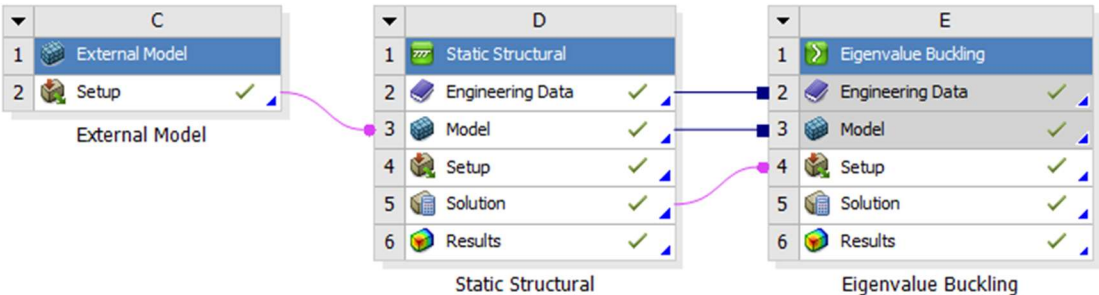 C
1 External Model
2 Setup
External Model
D
1 Static Structural
2 Engineering Data
3 Model
4 Setup
5 Solution
6 Results
Static Structural
E
1 Eigenvalue Buckling
2 Engineering Data
3 Model
4 Setup
5 Solution
6 Results
Eigenvalue Buckling